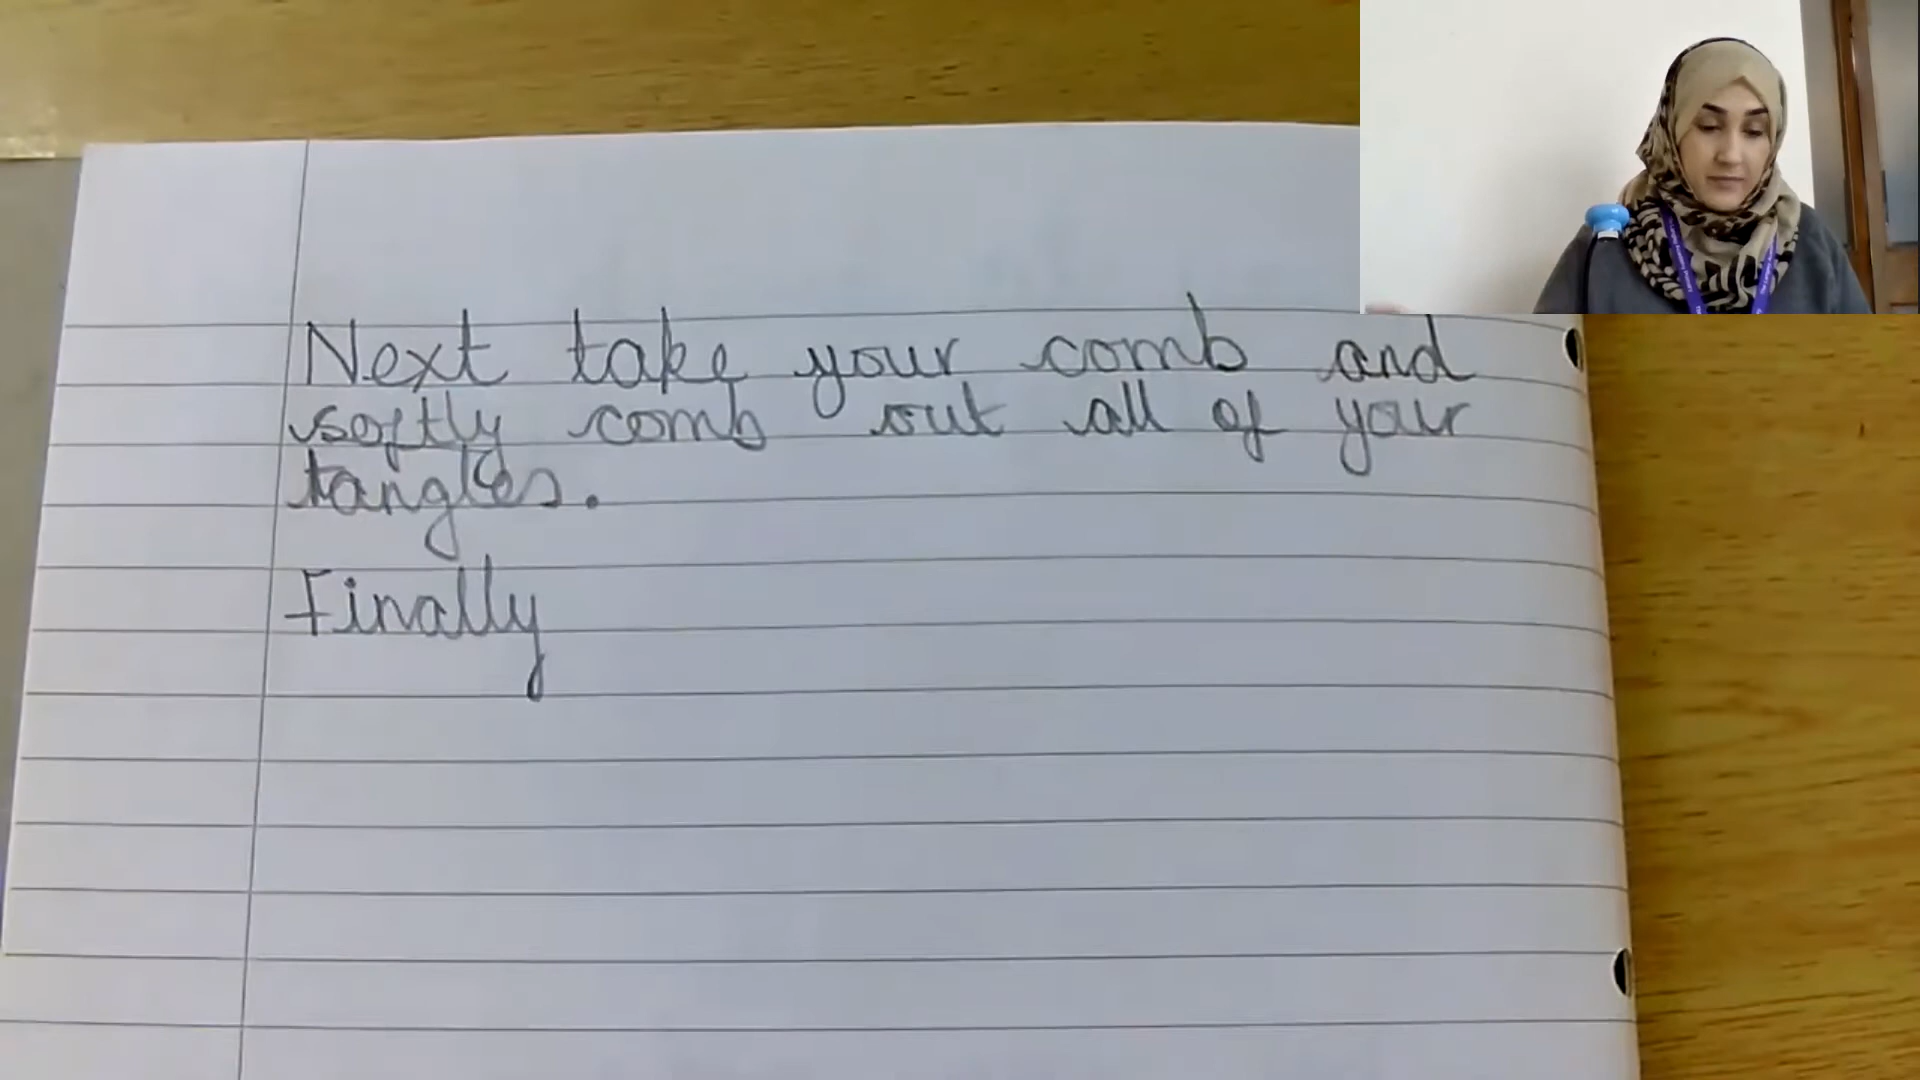 Next take your comb and
softly comb out all of your
tangles.
Finally